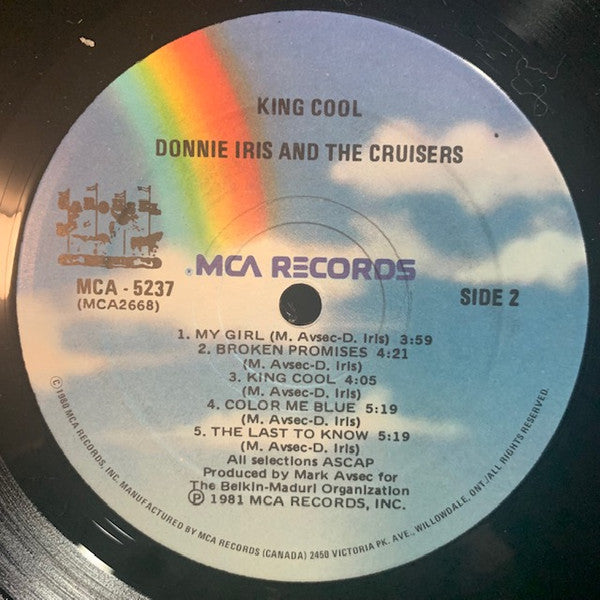 KING COOL
DONNIE IRIS AND THE CRUISERS
®MCA RECORDS
MCA - 5237
(MCA2668)
SIDE 2
1. MY GIRL (M. Avsec-D. Iris) 3:59
2. BROKEN PROMISES 4:21
(M. Avsec-D. Iris)
3. KING COOL 4:05
(M. Avsec-D. Iris)
4. COLOR ME BLUE 5:19
(M. Avsec-D. Iris)
5. THE LAST TO KNOW 5:19
(M. Avsec-D. Iris)
All selections ASCAP
Produced by Mark Avsec for
The Belkin-Maduri Organization
Ⓟ 1981 MCA RECORDS, INC.
©1980 MCA RECORDS, INC. MANUFACTURED BY MCA RECORDS (CANADA) 2450 VICTORIA PK. AVE., WILLOWDALE, ONT./ALL RIGHTS RESERVED.